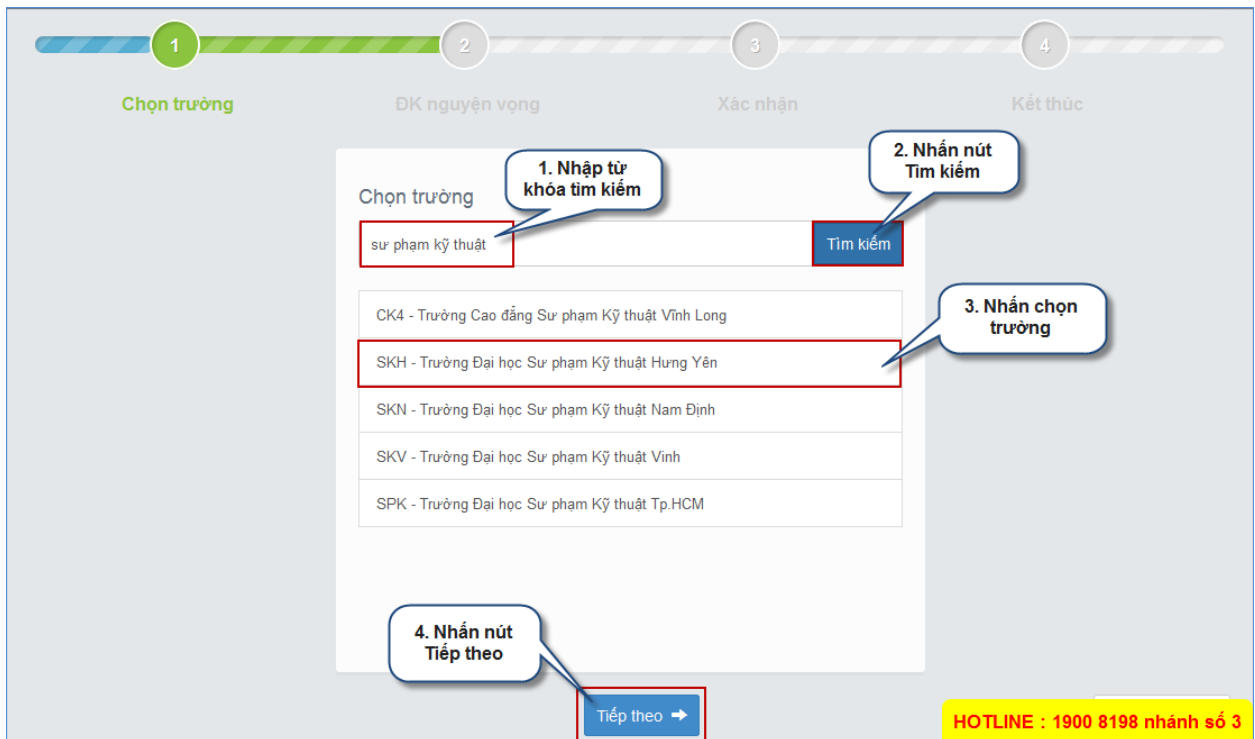 1
2
3
4
Chọn trường
ĐK nguyện vọng
Xác nhận
Kết thúc
Chọn trường
1. Nhập từ
khóa tìm kiếm
2. Nhấn nút
Tìm kiếm
sư phạm kỹ thuật
Tìm kiếm
CK4 - Trường Cao đẳng Sư phạm Kỹ thuật Vĩnh Long
3. Nhấn chọn
trường
SKH - Trường Đại học Sư phạm Kỹ thuật Hưng Yên
SKN - Trường Đại học Sư phạm Kỹ thuật Nam Định
SKV - Trường Đại học Sư phạm Kỹ thuật Vinh
SPK - Trường Đại học Sư phạm Kỹ thuật Tp.HCM
4. Nhấn nút
Tiếp theo
Tiếp theo
HOTLINE : 1900 8198 nhánh số 3